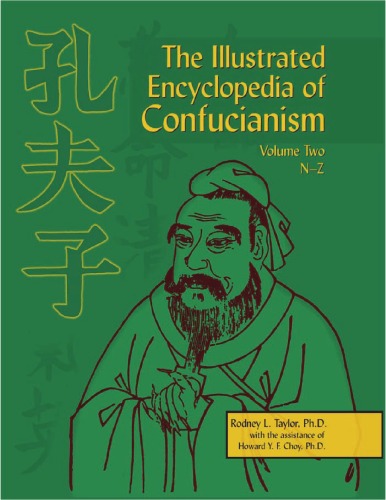 孔夫子
The Illustrated
Encyclopedia of
Confucianism
Volume Two
N–Z
Rodney L. Taylor, Ph.D.
with the assistance of
Howard Y. F. Choy, Ph.D.